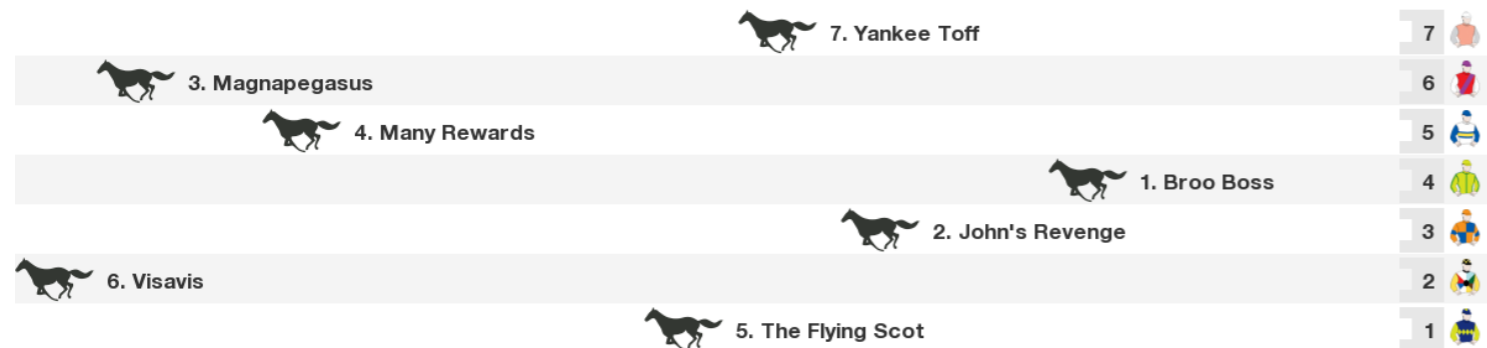 7. Yankee Toff 7
3. Magnapegasus 6
4. Many Rewards 5
1. Broo Boss 4
2. John's Revenge 3
6. Visavis 2
5. The Flying Scot 1